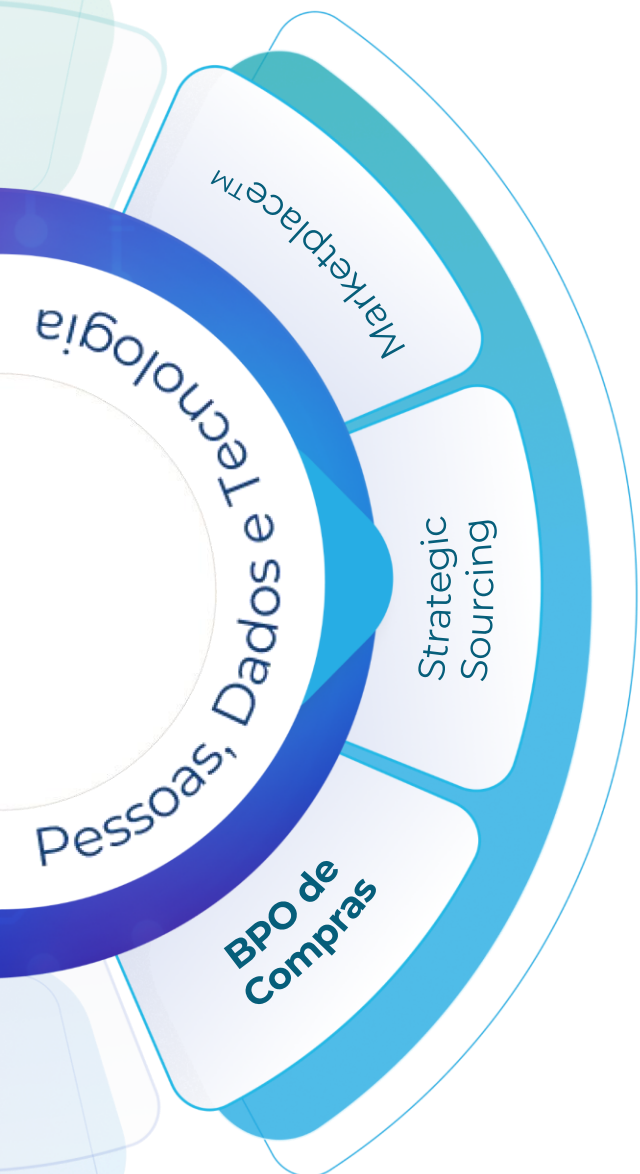 Marketplace™
Pessoas, Dados e Tecnologia
Strategic
Sourcing
BPO de
Compras